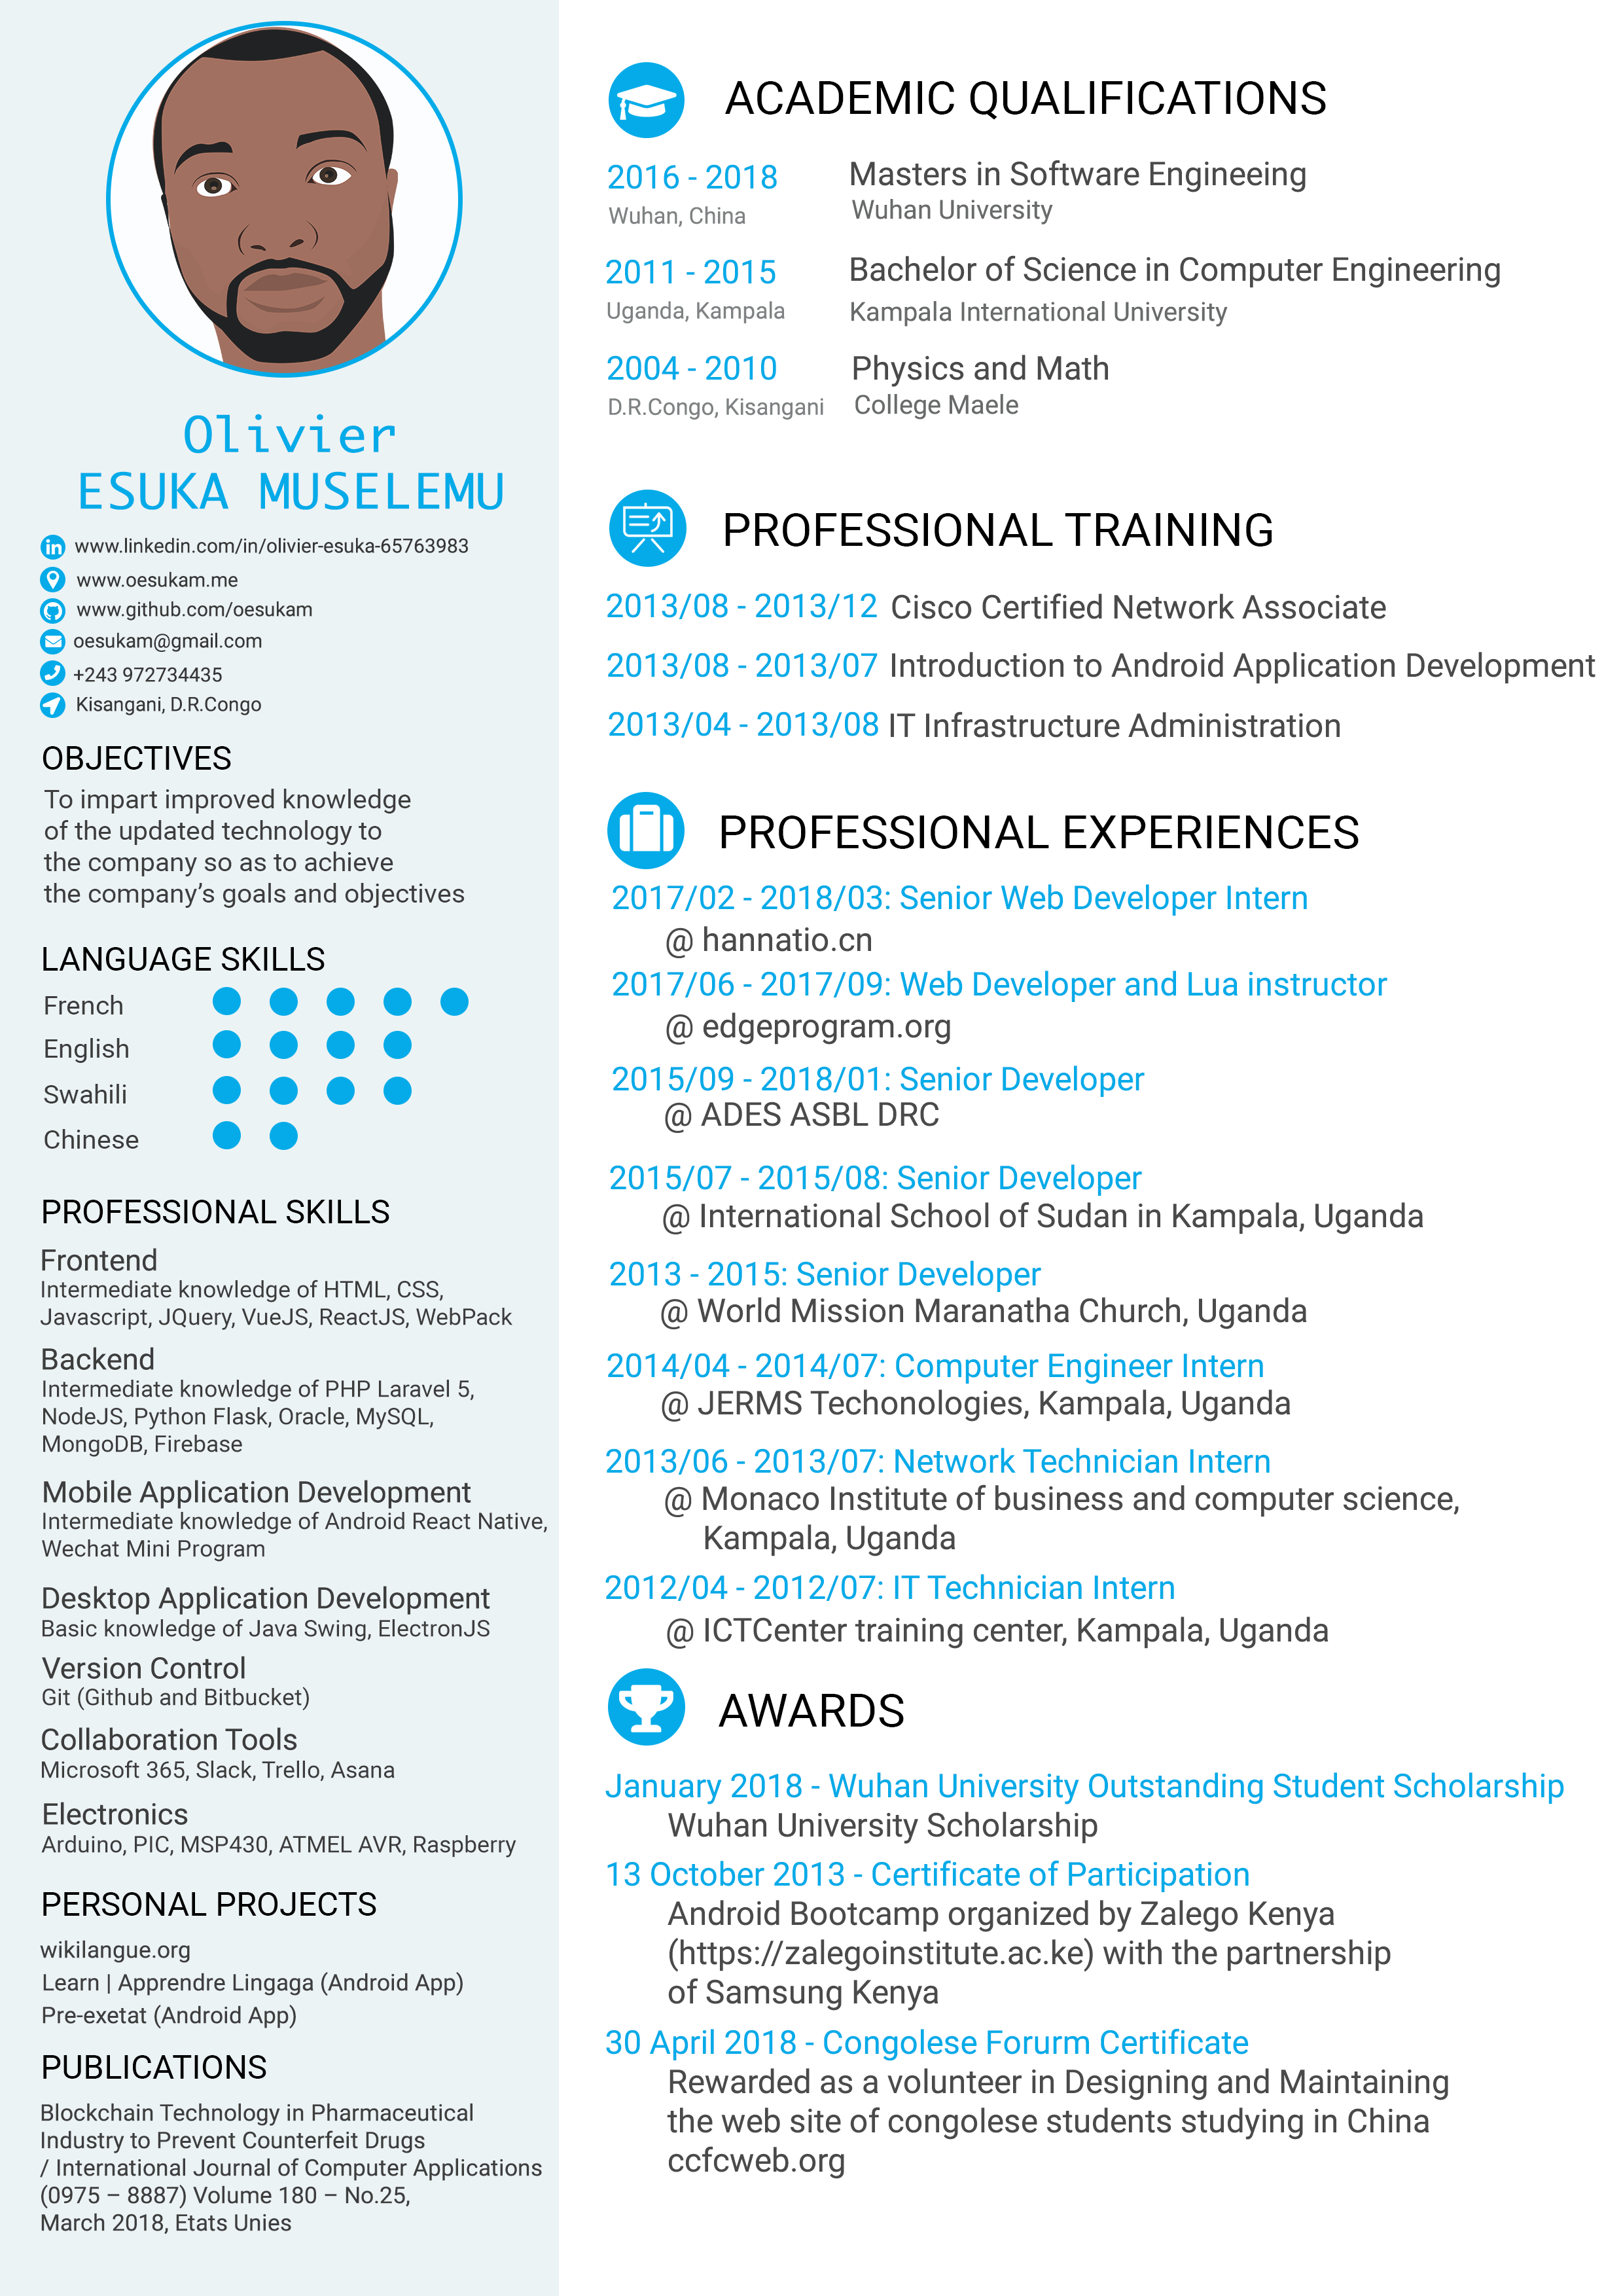 Olivier
ESUKA MUSELEMU
www.linkedin.com/in/olivier-esuka-65763983
www.oesukam.me
www.github.com/oesukam
oesukam@gmail.com
+243 972734435
Kisangani, D.R.Congo
OBJECTIVES
To impart improved knowledge
of the updated technology to
the company so as to achieve
the company's goals and objectives
LANGUAGE SKILLS
French
English
Swahili
Chinese
PROFESSIONAL SKILLS
Frontend
Intermediate knowledge of HTML, CSS,
Javascript, JQuery, VueJS, ReactJS, WebPack
Backend
Intermediate knowledge of PHP Laravel 5,
NodeJS, Python Flask, Oracle, MySQL,
MongoDB, Firebase
Mobile Application Development
Intermediate knowledge of Android React Native,
Wechat Mini Program
Desktop Application Development
Basic knowledge of Java Swing, ElectronJS
Version Control
Git (Github and Bitbucket)
Collaboration Tools
Microsoft 365, Slack, Trello, Asana
Electronics
Arduino, PIC, MSP430, ATMEL AVR, Raspberry
PERSONAL PROJECTS
wikilangue.org
Learn | Apprendre Lingaga (Android App)
Pre-exetat (Android App)
PUBLICATIONS
Blockchain Technology in Pharmaceutical
Industry to Prevent Counterfeit Drugs
/ International Journal of Computer Applications
(0975 – 8887) Volume 180 – No.25,
March 2018, Etats Unies
ACADEMIC QUALIFICATIONS
2016 - 2018 Masters in Software Engineeing
Wuhan, China Wuhan University
2011 - 2015 Bachelor of Science in Computer Engineering
Uganda, Kampala Kampala International University
2004 - 2010 Physics and Math
D.R.Congo, Kisangani College Maele
PROFESSIONAL TRAINING
2013/08 - 2013/12 Cisco Certified Network Associate
2013/08 - 2013/07 Introduction to Android Application Development
2013/04 - 2013/08 IT Infrastructure Administration
PROFESSIONAL EXPERIENCES
2017/02 - 2018/03: Senior Web Developer Intern
@ hannatio.cn
2017/06 - 2017/09: Web Developer and Lua instructor
@ edgeprogram.org
2015/09 - 2018/01: Senior Developer
@ ADES ASBL DRC
2015/07 - 2015/08: Senior Developer
@ International School of Sudan in Kampala, Uganda
2013 - 2015: Senior Developer
@ World Mission Maranatha Church, Uganda
2014/04 - 2014/07: Computer Engineer Intern
@ JERMS Techonologies, Kampala, Uganda
2013/06 - 2013/07: Network Technician Intern
@ Monaco Institute of business and computer science,
Kampala, Uganda
2012/04 - 2012/07: IT Technician Intern
@ ICTCenter training center, Kampala, Uganda
AWARDS
January 2018 - Wuhan University Outstanding Student Scholarship
Wuhan University Scholarship
13 October 2013 - Certificate of Participation
Android Bootcamp organized by Zalego Kenya
(https://zalegoinstitute.ac.ke) with the partnership
of Samsung Kenya
30 April 2018 - Congolese Forurm Certificate
Rewarded as a volunteer in Designing and Maintaining
the web site of congolese students studying in China
ccfcweb.org